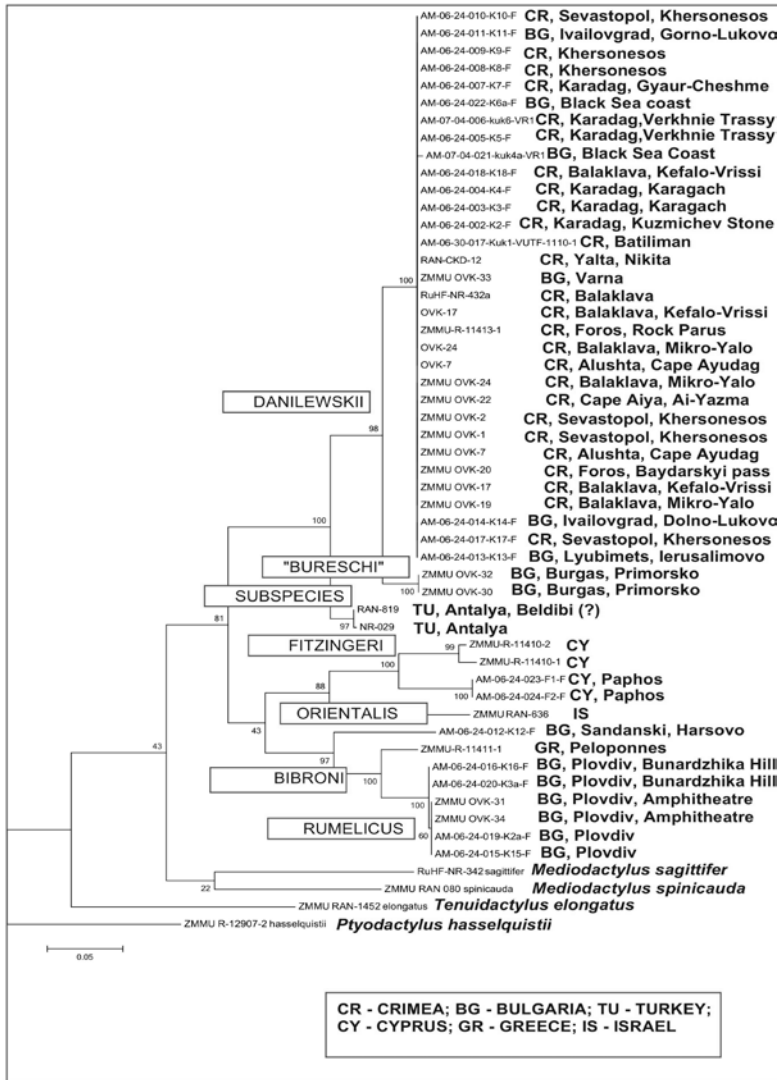 AM-06-24-010-K10-F CR, Sevastopol, Khersonesos
AM-06-24-011-K11-F BG, Ivailovgrad, Gorno-Lukovo
AM-06-24-009-K9-F CR, Khersonesos
AM-06-24-008-K8-F CR, Khersonesos
AM-06-24-007-K7-F CR, Karadag, Gyaur-Cheshme
AM-06-24-022-K6a-F BG, Black Sea coast
AM-07-04-006-kuk6-VR1 CR, Karadag,Verkhnie Trassy
AM-06-24-005-K5-F CR, Karadag,Verkhnie Trassy
AM-07-04-021-kuk4a-VR1 BG, Black Sea Coast
AM-06-24-018-K18-F CR, Balaklava, Kefalo-Vrissi
AM-06-24-004-K4-F CR, Karadag, Karagach
AM-06-24-003-K3-F CR, Karadag, Karagach
AM-06-24-002-K2-F CR, Karadag, Kuzmichev Stone
AM-06-30-017-Kuk1-VUTF-1110-1 CR, Batiliman
RAN-CKD-12 CR, Yalta, Nikita
100 ZMMU OVK-33 BG, Varna
RuHF-NR-432a CR, Balaklava
OVK-17 CR, Balaklava, Kefalo-Vrissi
ZMMU-R-11413-1 CR, Foros, Rock Parus
OVK-24 CR, Balaklava, Mikro-Yalo
OVK-7 CR, Alushta, Cape Ayudag
ZMMU OVK-24 CR, Balaklava, Mikro-Yalo
DANILEWSKII ZMMU OVK-22 CR, Cape Aiya, Ai-Yazma
ZMMU OVK-2 CR, Sevastopol, Khersonesos
98 ZMMU OVK-1 CR, Sevastopol, Khersonesos
ZMMU OVK-7 CR, Alushta, Cape Ayudag
ZMMU OVK-20 CR, Foros, Baydarskyi pass
ZMMU OVK-17 CR, Balaklava, Kefalo-Vrissi
ZMMU OVK-19 CR, Balaklava, Mikro-Yalo
100 AM-06-24-014-K14-F BG, Ivailovgrad, Dolno-Lukovo
AM-06-24-017-K17-F CR, Sevastopol, Khersonesos
AM-06-24-013-K13-F BG, Lyubimets, Ierusalimovo
"BURESCHI" ZMMU OVK-32 BG, Burgas, Primorsko
100 ZMMU OVK-30 BG, Burgas, Primorsko
SUBSPECIES RAN-819 TU, Antalya, Beldibi (?)
81 97 NR-029 TU, Antalya
FITZINGERI 99 ZMMU-R-11410-2 CY
100 ZMMU-R-11410-1 CY
AM-06-24-023-F1-F CY, Paphos
88 100 AM-06-24-024-F2-F CY, Paphos
ORIENTALIS ZMMU RAN-636 IS
43 AM-06-24-012-K12-F BG, Sandanski, Harsovo
43 97 ZMMU-R-11411-1 GR, Peloponnes
BIBRONI 100 AM-06-24-016-K16-F BG, Plovdiv, Bunardzhika Hill
AM-06-24-020-K3a-F BG, Plovdiv, Bunardzhika Hill
100 ZMMU OVK-31 BG, Plovdiv, Amphitheatre
ZMMU OVK-34 BG, Plovdiv, Amphitheatre
RUMELICUS 60 AM-06-24-019-K2a-F BG, Plovdiv
AM-06-24-015-K15-F BG, Plovdiv
RuHF-NR-342 sagittifer Mediodactylus sagittifer
22 ZMMU RAN 080 spinicauda Mediodactylus spinicauda
ZMMU RAN-1452 elongatus Tenuidactylus elongatus
ZMMU R-12907-2 hasselquistii Ptyodactylus hasselquistii
0.05
CR - CRIMEA; BG - BULGARIA; TU - TURKEY;
CY - CYPRUS; GR - GREECE; IS - ISRAEL